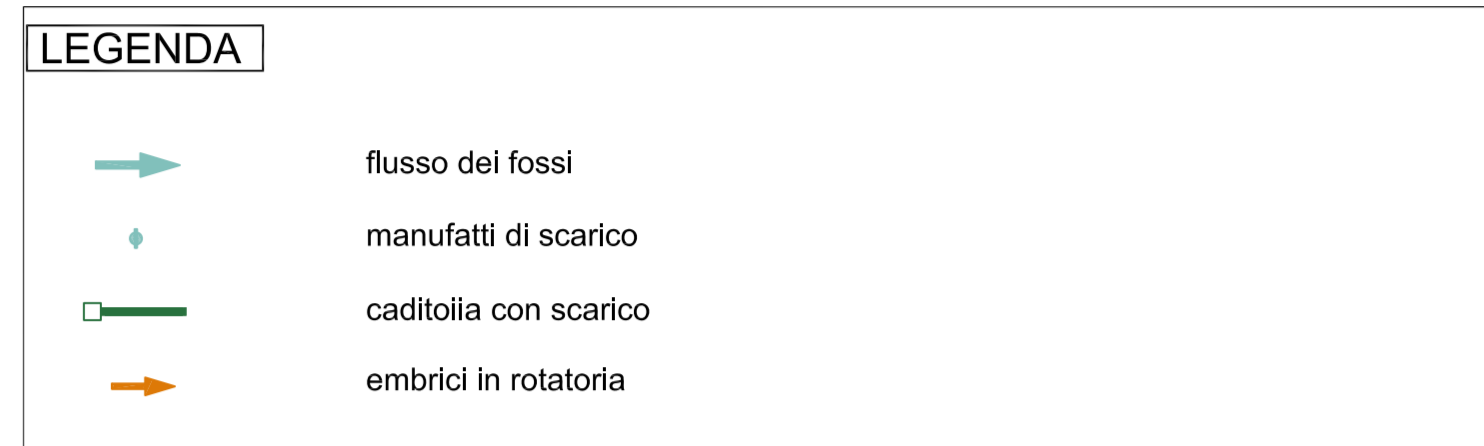 LEGENDA
flusso dei fossi
manufatti di scarico
caditoiia con scarico
embrici in rotatoria